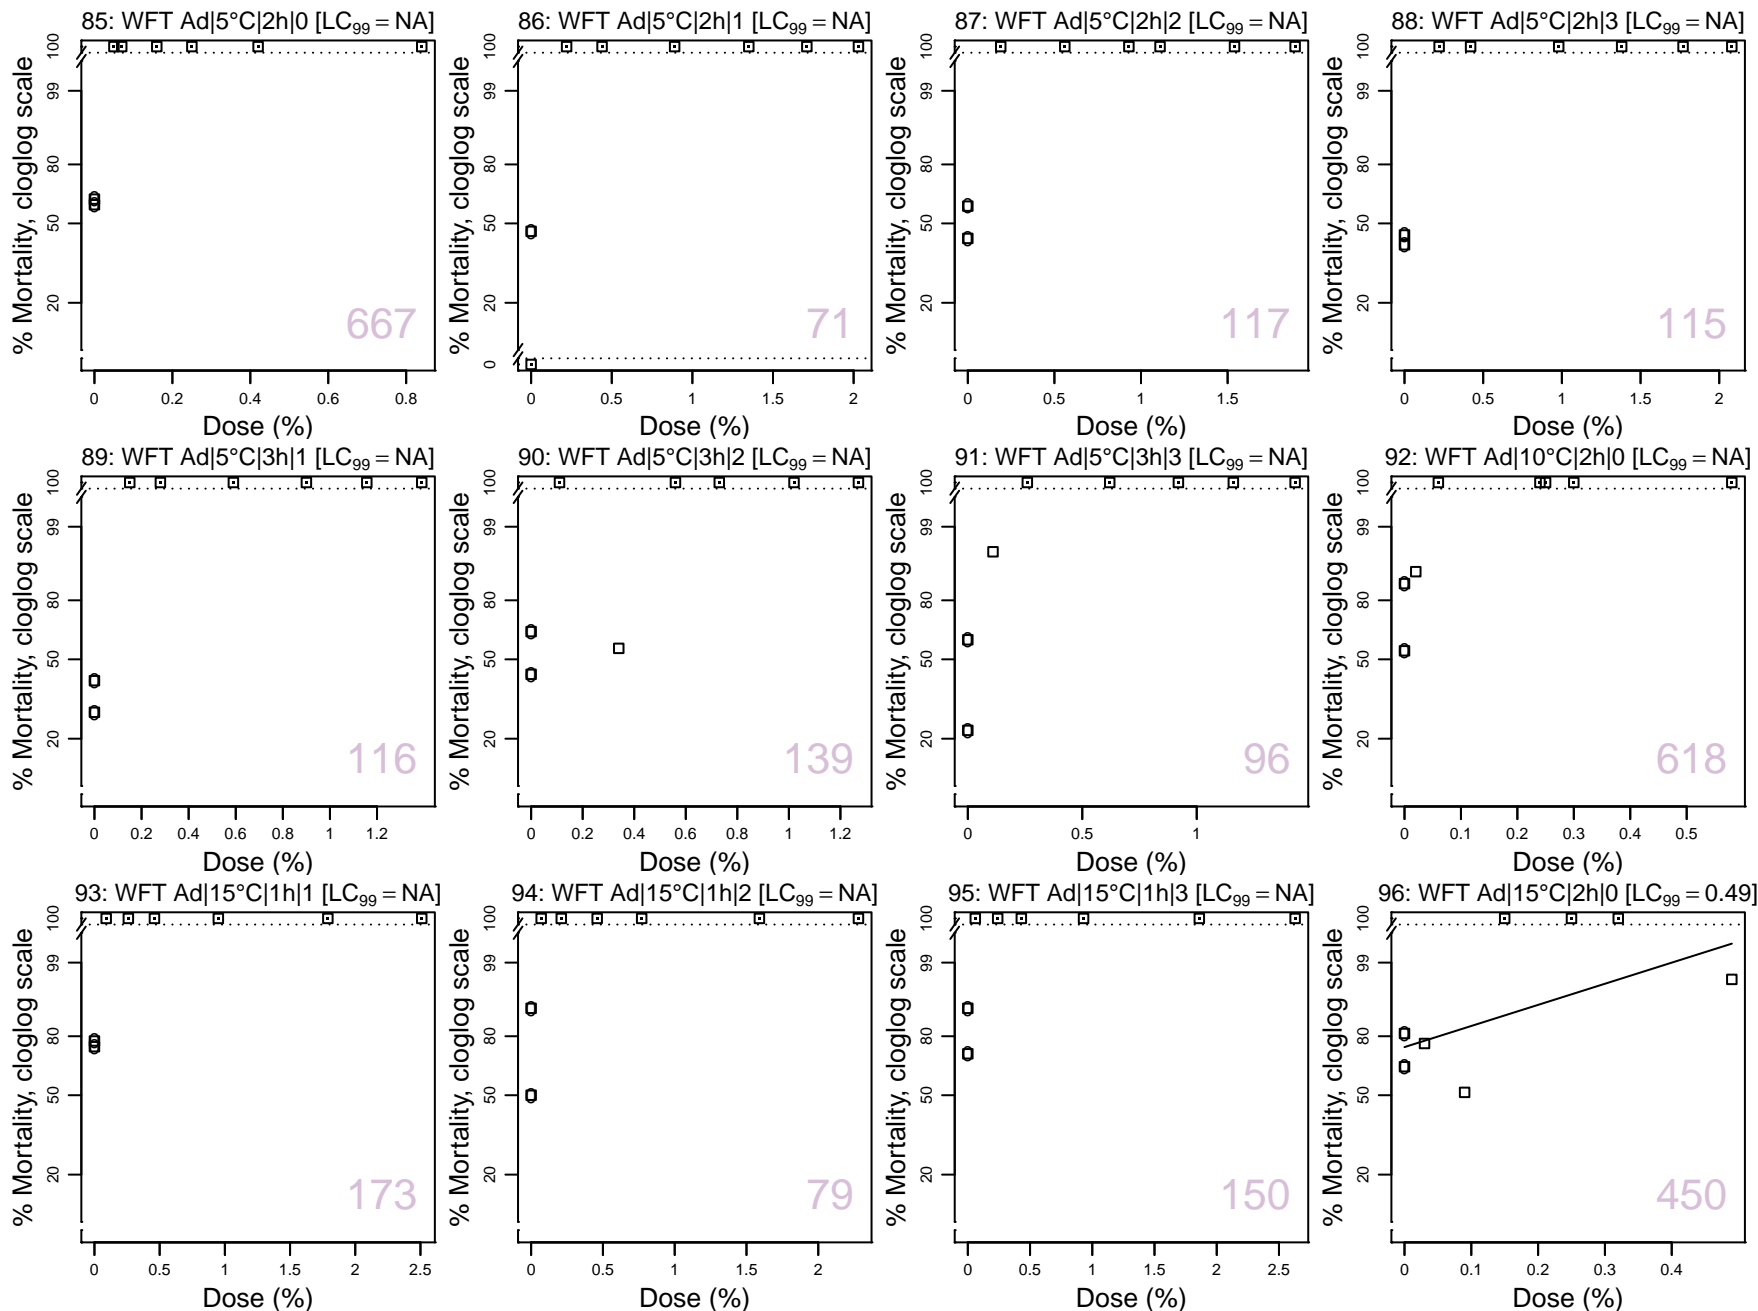 85: WFT Ad|5°C|2h|0 [LC99 = NA]
% Mortality, cloglog scale
100
99
80
50
20
667
0 0.2 0.4 0.6 0.8
Dose (%)
86: WFT Ad|5°C|2h|1 [LC99 = NA]
% Mortality, cloglog scale
100
99
80
50
20
0
71
0 0.5 1 1.5 2
Dose (%)
87: WFT Ad|5°C|2h|2 [LC99 = NA]
% Mortality, cloglog scale
100
99
80
50
20
117
0 0.5 1 1.5
Dose (%)
88: WFT Ad|5°C|2h|3 [LC99 = NA]
% Mortality, cloglog scale
100
99
80
50
20
115
0 0.5 1 1.5 2
Dose (%)
89: WFT Ad|5°C|3h|1 [LC99 = NA]
% Mortality, cloglog scale
100
99
80
50
20
116
0 0.2 0.4 0.6 0.8 1 1.2
Dose (%)
90: WFT Ad|5°C|3h|2 [LC99 = NA]
% Mortality, cloglog scale
100
99
80
50
20
139
0 0.2 0.4 0.6 0.8 1 1.2
Dose (%)
91: WFT Ad|5°C|3h|3 [LC99 = NA]
% Mortality, cloglog scale
100
99
80
50
20
96
0 0.5 1
Dose (%)
92: WFT Ad|10°C|2h|0 [LC99 = NA]
% Mortality, cloglog scale
100
99
80
50
20
618
0 0.1 0.2 0.3 0.4 0.5
Dose (%)
93: WFT Ad|15°C|1h|1 [LC99 = NA]
% Mortality, cloglog scale
100
99
80
50
20
173
0 0.5 1 1.5 2 2.5
Dose (%)
94: WFT Ad|15°C|1h|2 [LC99 = NA]
% Mortality, cloglog scale
100
99
80
50
20
79
0 0.5 1 1.5 2
Dose (%)
95: WFT Ad|15°C|1h|3 [LC99 = NA]
% Mortality, cloglog scale
100
99
80
50
20
150
0 0.5 1 1.5 2 2.5
Dose (%)
96: WFT Ad|15°C|2h|0 [LC99 = 0.49]
% Mortality, cloglog scale
100
99
80
50
20
450
0 0.1 0.2 0.3 0.4
Dose (%)